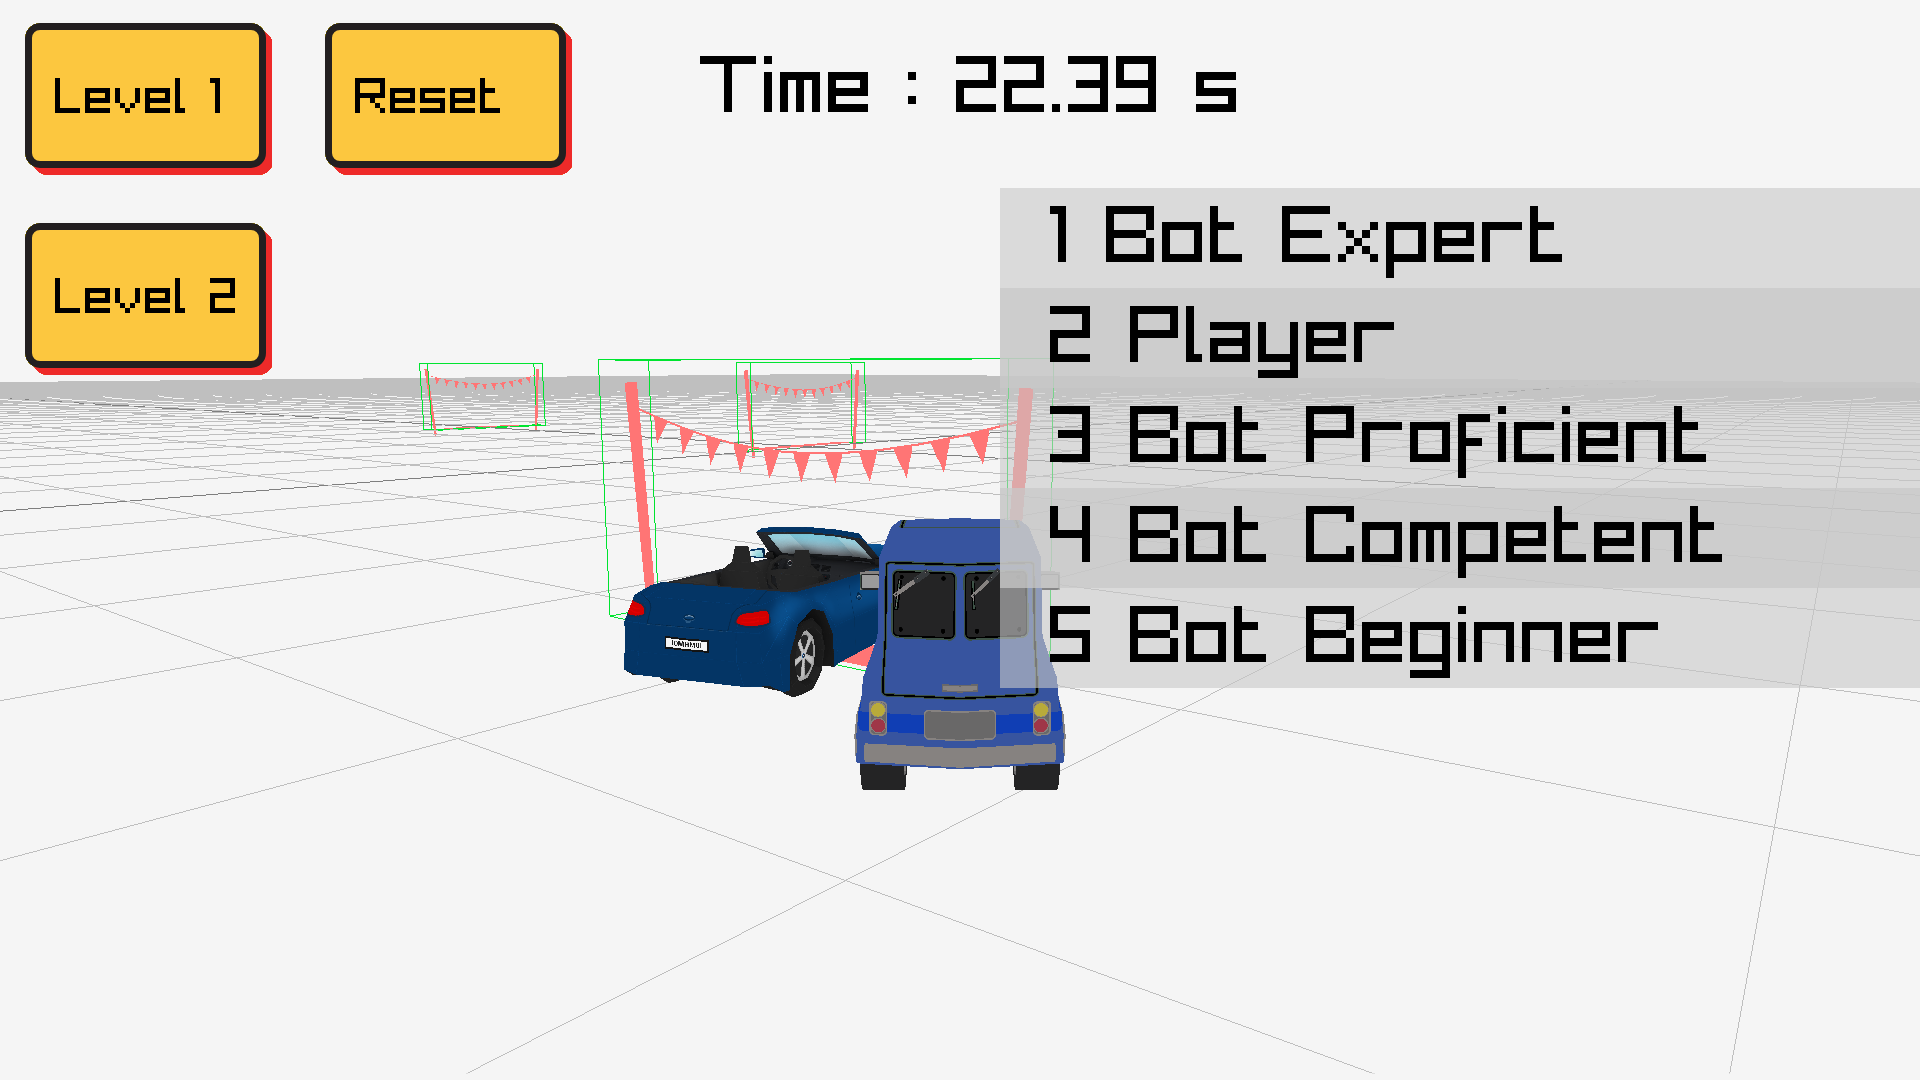 Level 1
Reset
Time : 22.39 s
Level 2
1 Bot Expert
2 Player
3 Bot Proficient
4 Bot Competent
5 Bot Beginner